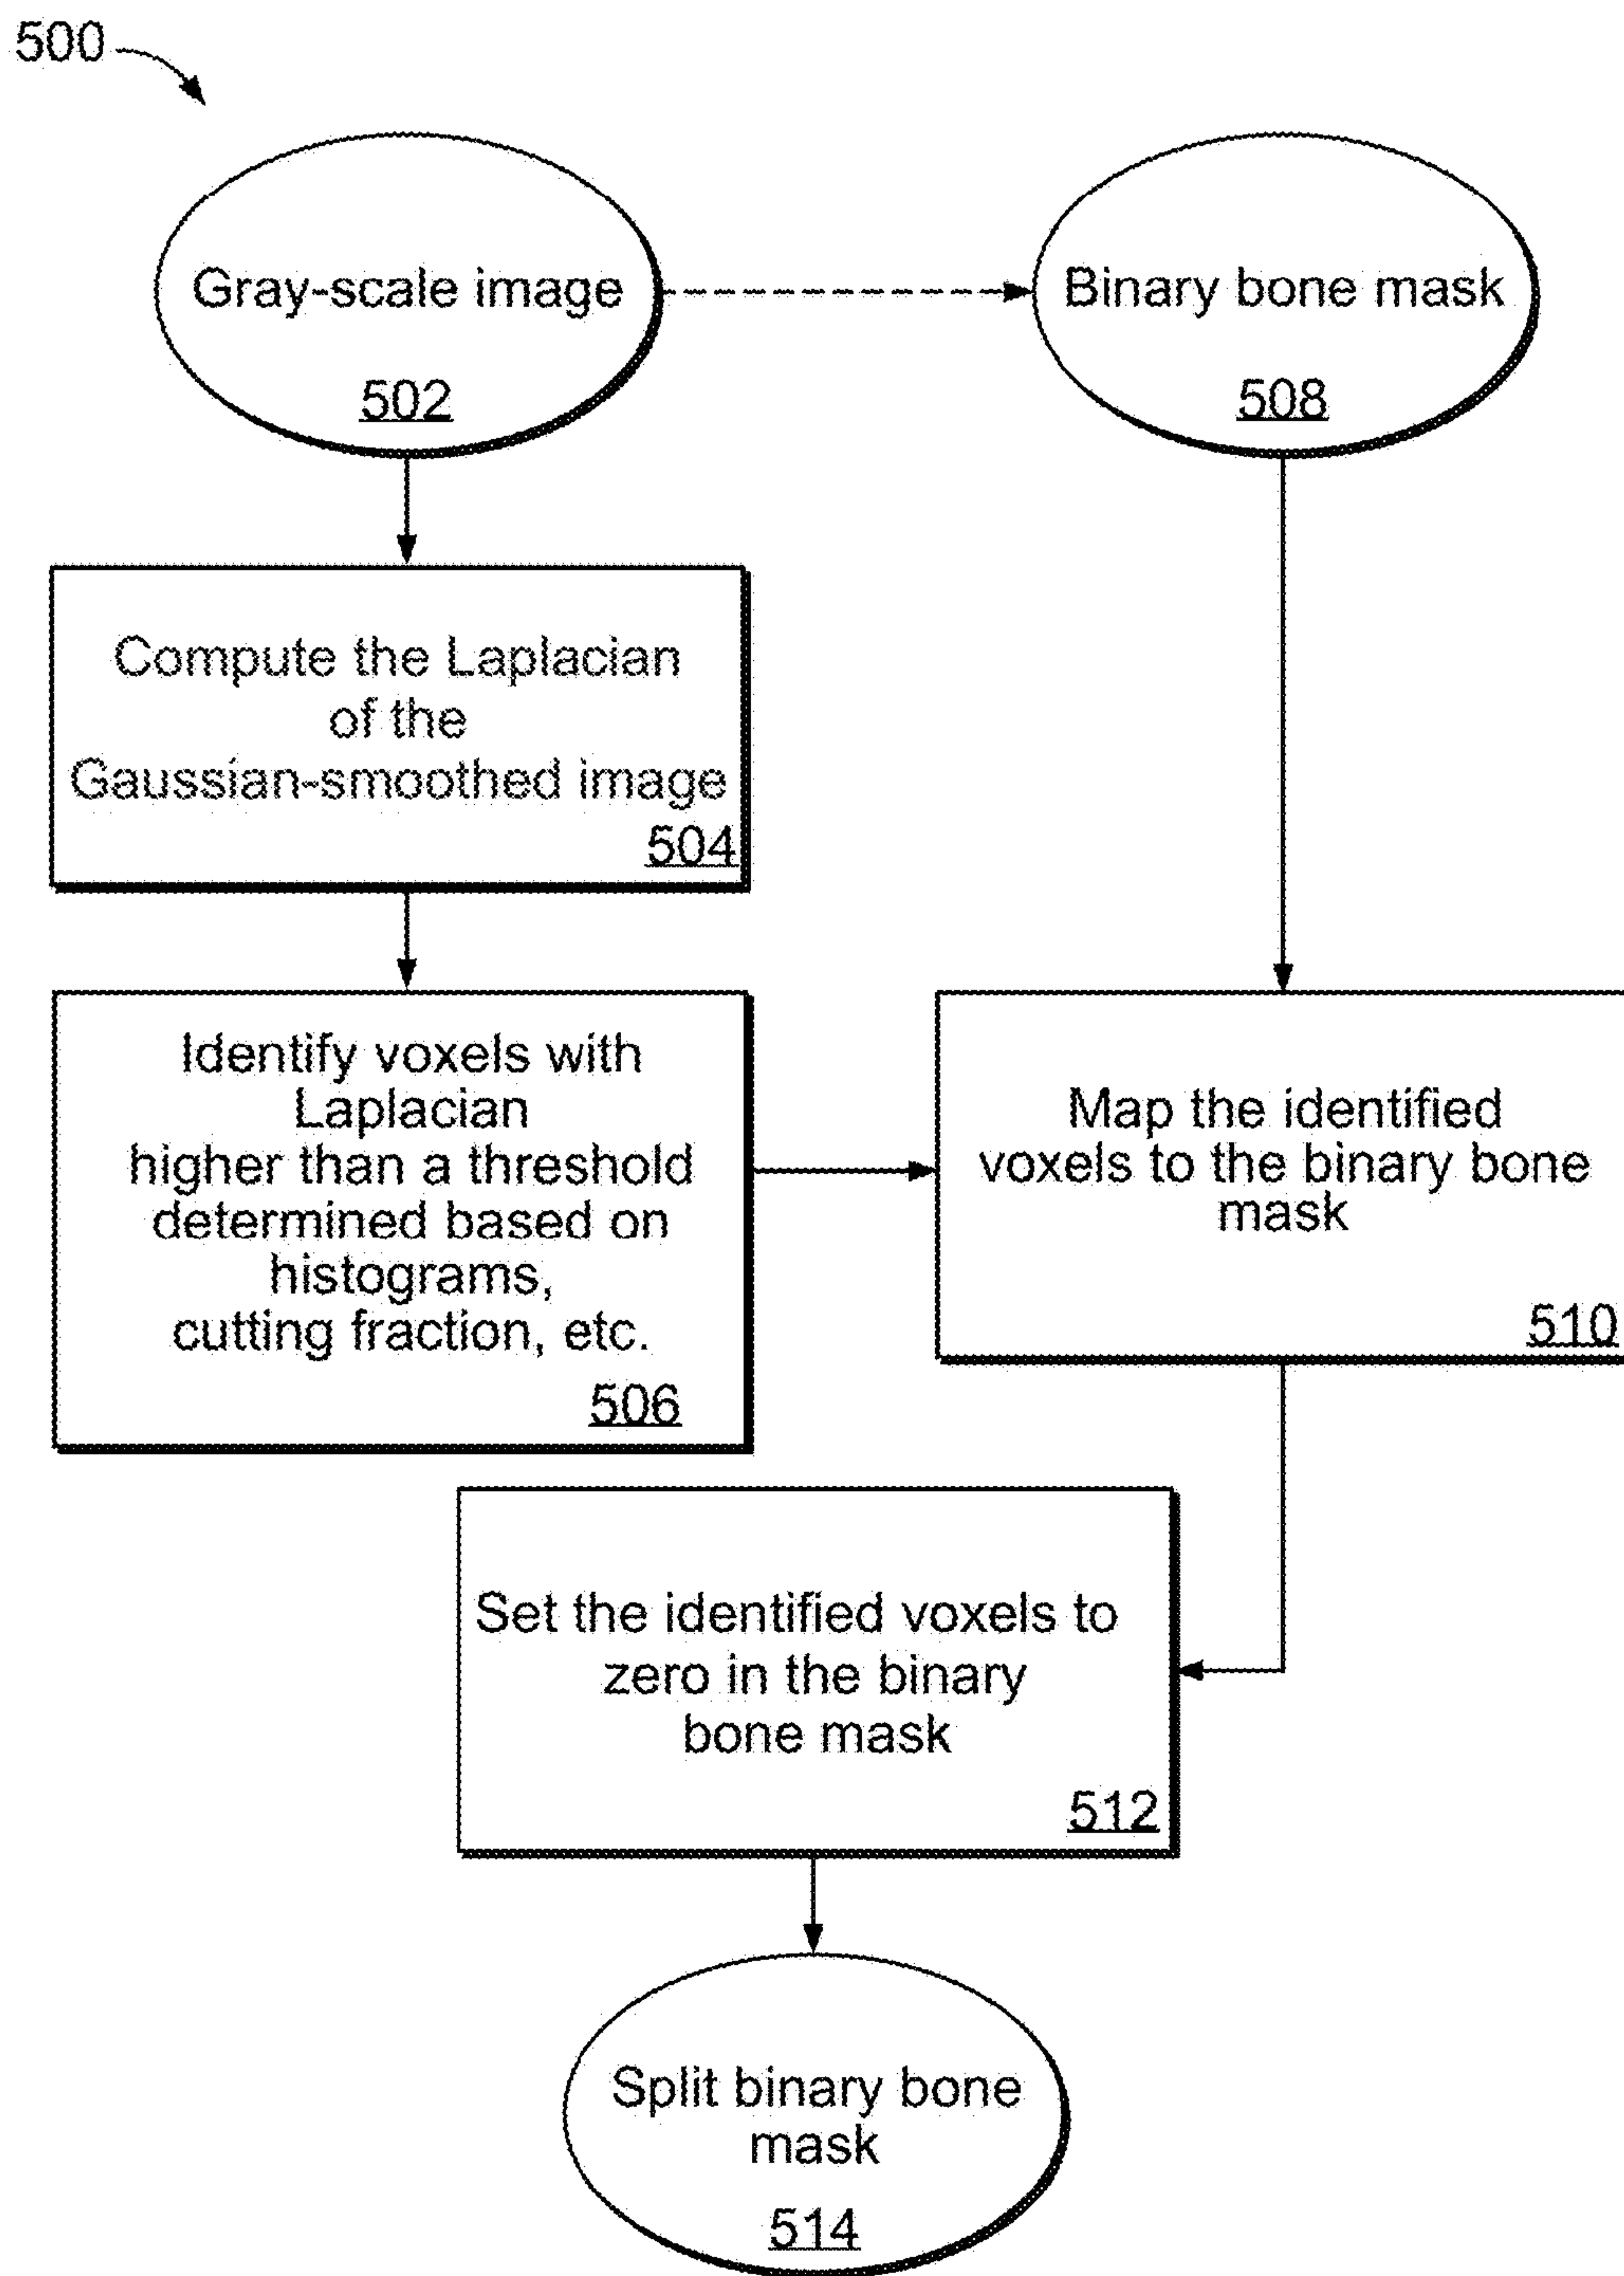 500
Gray-scale image
502
Binary bone mask
508
Compute the Laplacian
of the
Gaussian-smoothed image
504
Identify voxels with
Laplacian
higher than a threshold
determined based on
histograms,
cutting fraction, etc.
506
Map the identified
voxels to the binary bone
mask
510
Set the identified voxels to
zero in the binary
bone mask
512
Split binary bone
mask
514